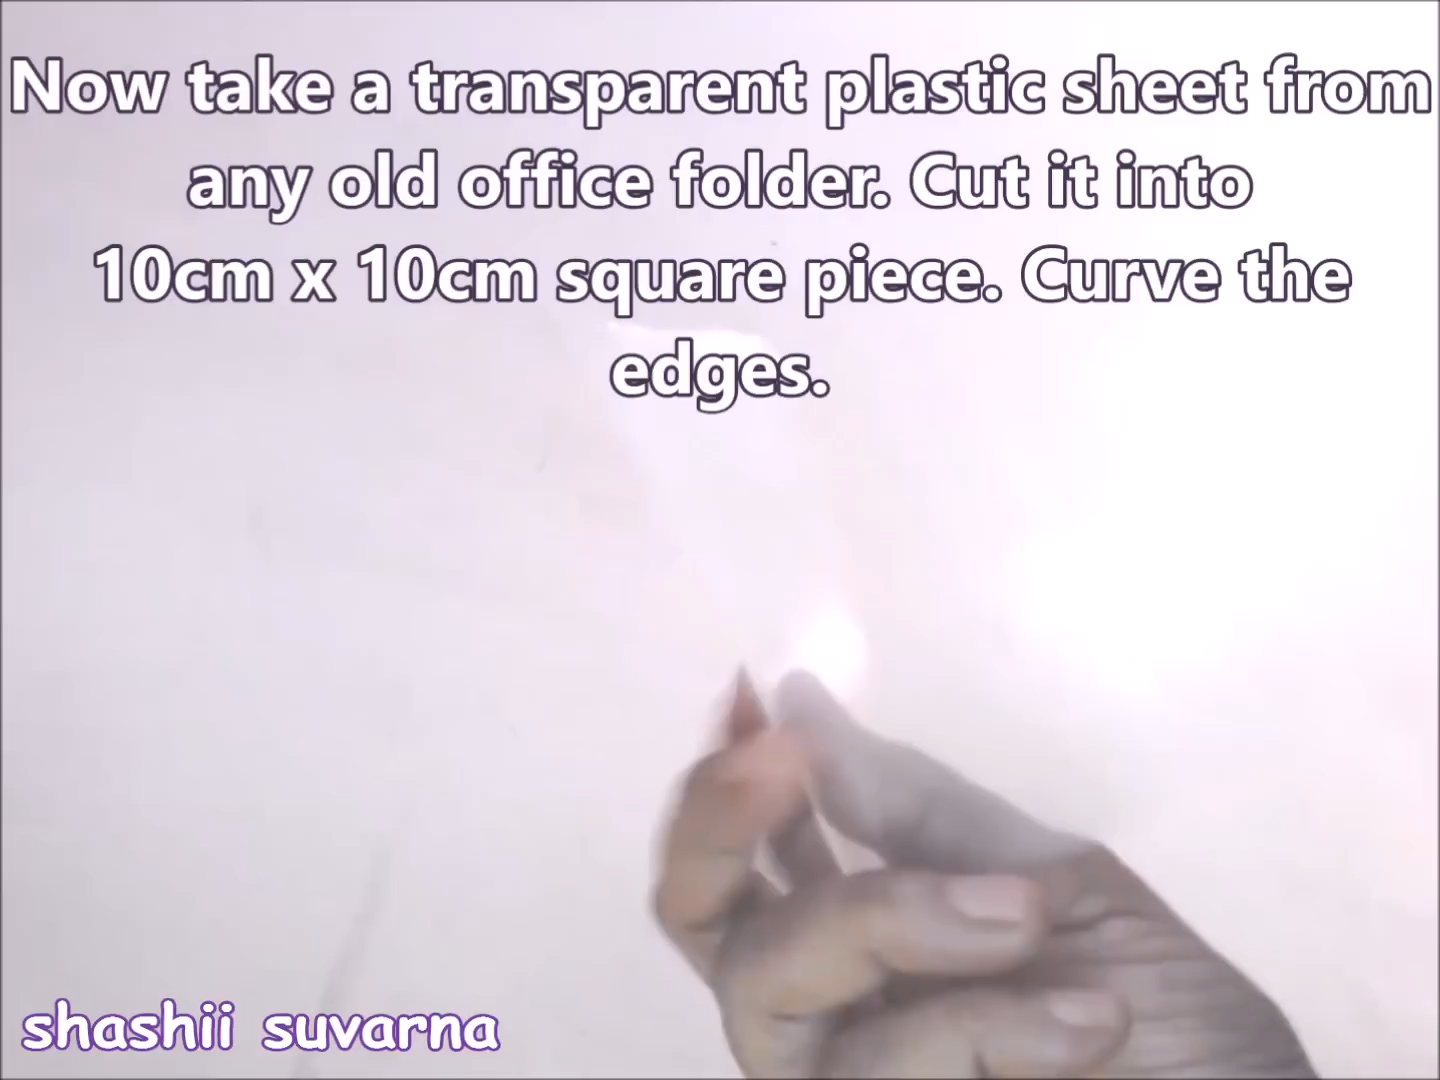 Now take a transparent plastic sheet from
any old office folder. Cut it into
10cm x 10cm square piece. Curve the
edges.
shashii suvarna